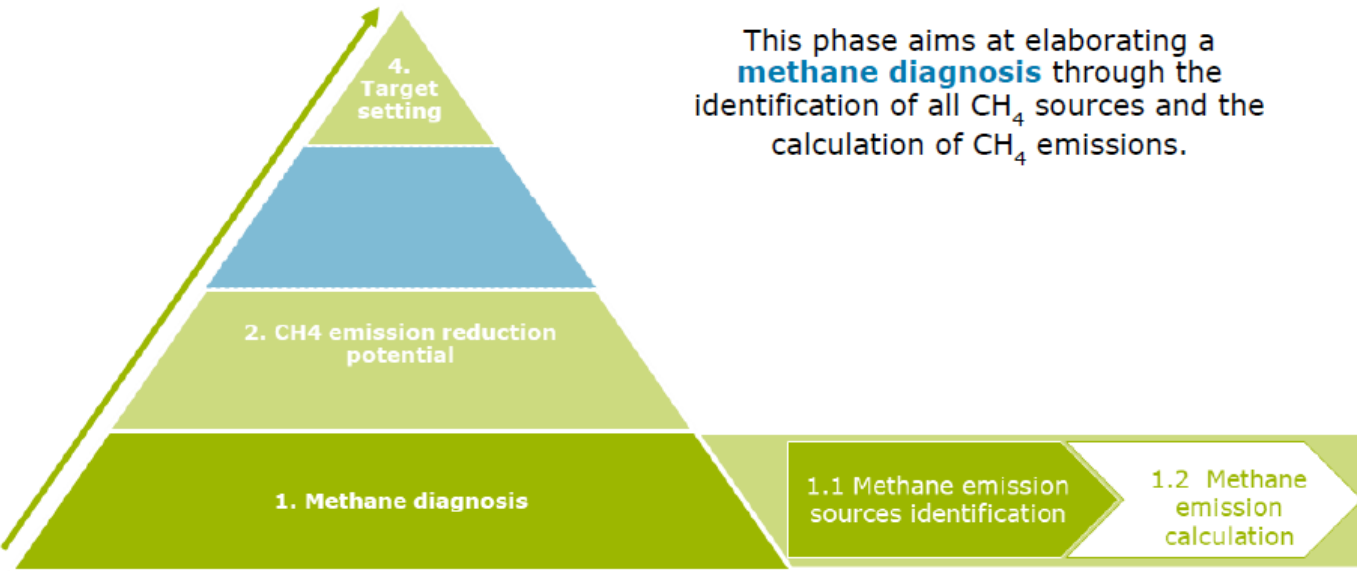 This phase aims at elaborating a
methane diagnosis through the
identification of all CH₄ sources and the
calculation of CH₄ emissions.
4.
Target
setting
2. CH4 emission reduction
potential
1. Methane diagnosis
1.1 Methane emission
sources identification
1.2 Methane
emission
calculation